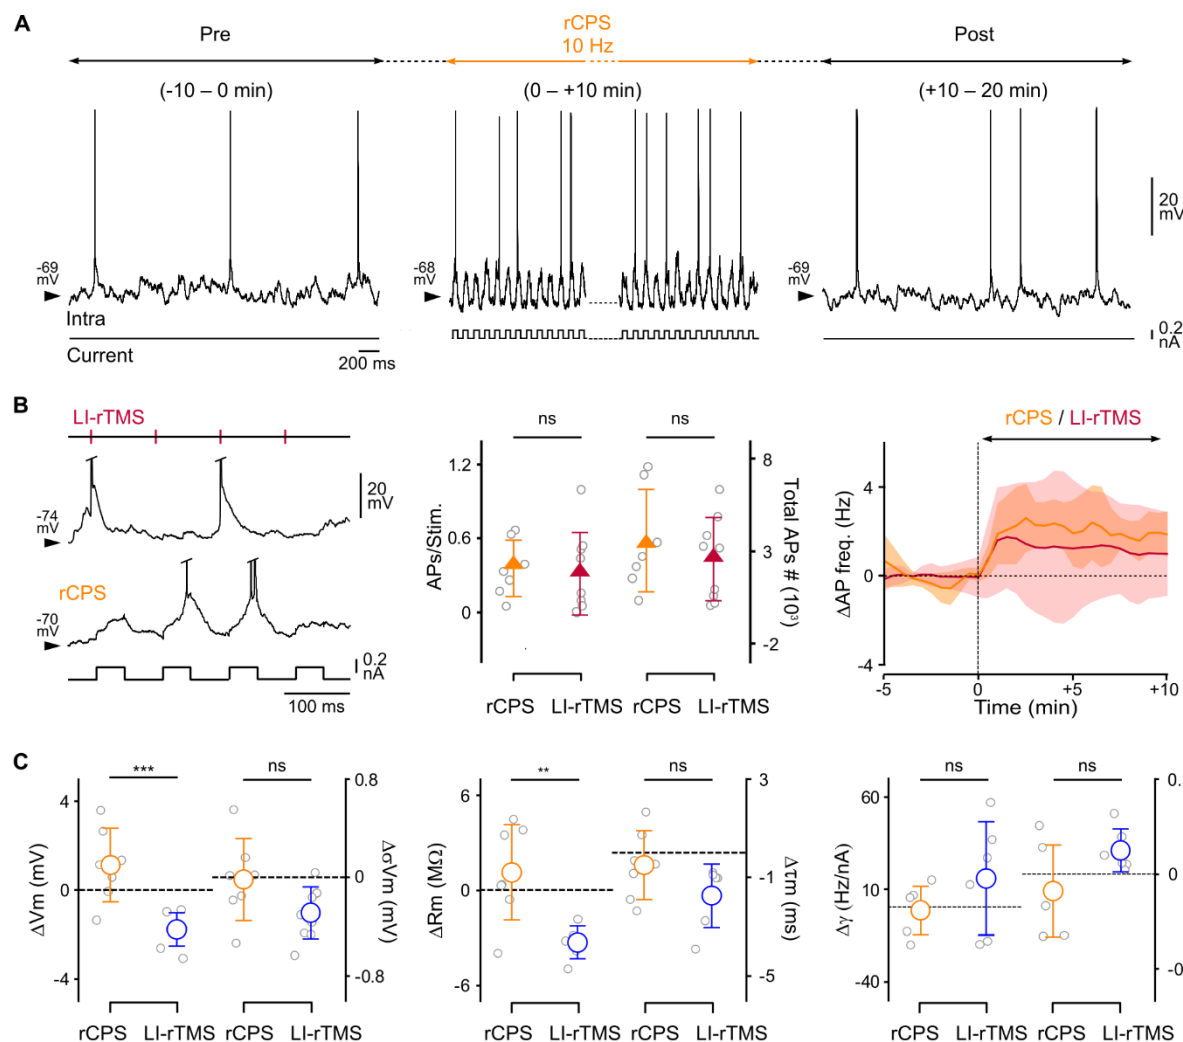 A
Pre
rCPS
10 Hz
Post
(-10 – 0 min)
(0 – +10 min)
(+10 – 20 min)
20
mV
-69
mV
-68
mV
-69
mV
Intra
Current
200 ms
0.2
nA
B
LI-rTMS
20
mV
-74
mV
rCPS
-70
mV
0.2
nA
100 ms
ns
ns
1.2
0.6
0
APs/Stim.
8
3
-2
Total APs # (10³)
rCPS
LI-rTMS
rCPS
LI-rTMS
rCPS / LI-rTMS
4
0
-4
ΔAP freq. (Hz)
-5
0
+5
+10
Time (min)
C
***
ns
4
0
-4
ΔVm (mV)
0.8
0
-0.8
ΔσVm (mV)
rCPS
LI-rTMS
rCPS
LI-rTMS
**
ns
6
0
-6
ΔRm (MΩ)
3
-1
-5
Δτm (ms)
rCPS
LI-rTMS
rCPS
LI-rTMS
ns
ns
60
10
-40
Δγ (Hz/nA)
0.
0
-0
rCPS
LI-rTMS
rCPS
LI-rTMS